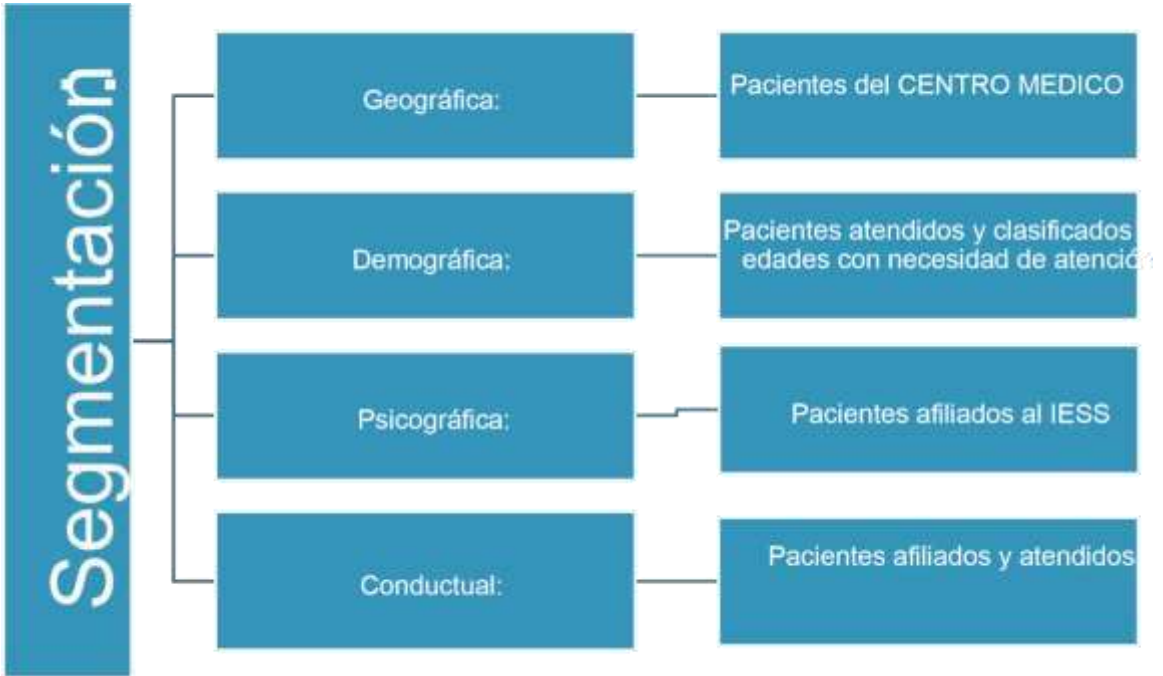 Segmentación
Geográfica:
Pacientes del CENTRO MEDICO
Demográfica:
Pacientes atendidos y clasificados
edades con necesidad de atención
Psicográfica:
Pacientes afiliados al IESS
Conductual:
Pacientes afiliados y atendidos